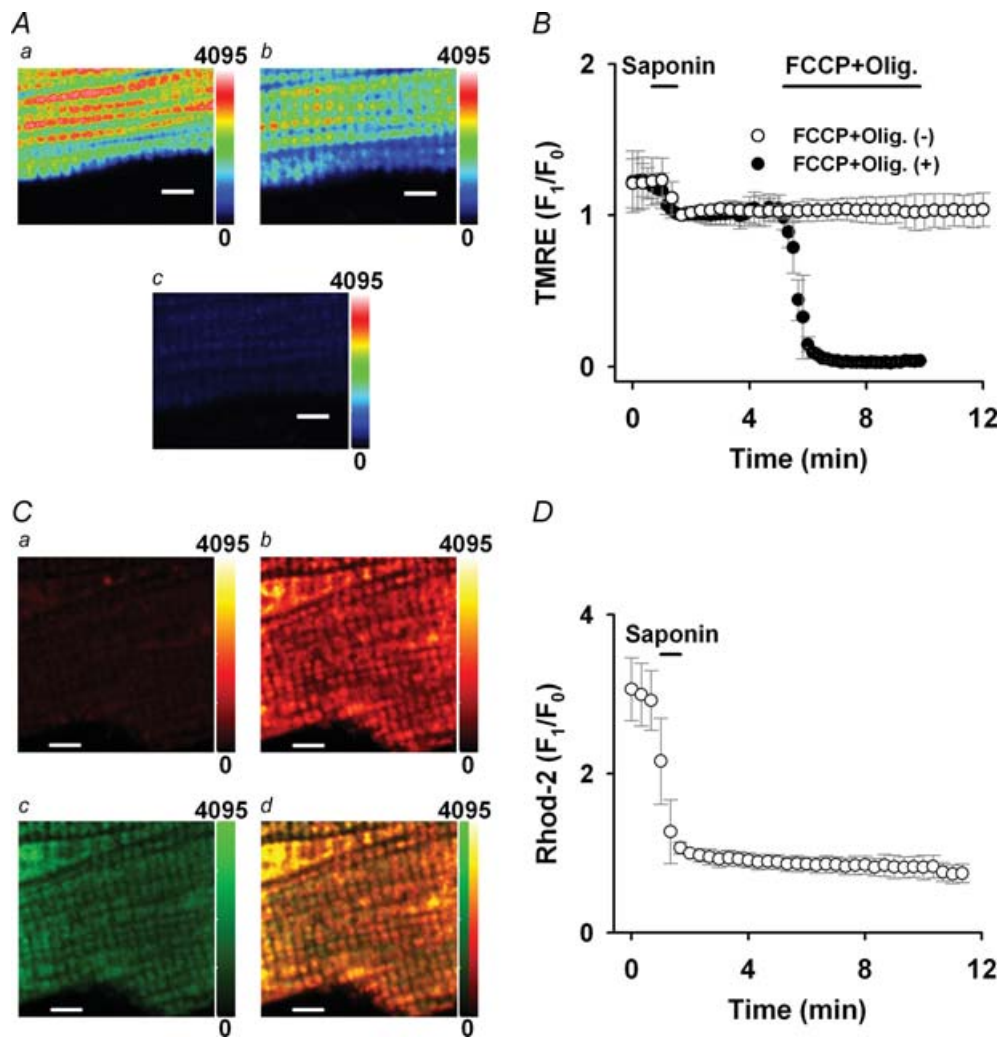 A
a
4095
0
b
4095
0
c
4095
0
B
Saponin
FCCP+Olig.
FCCP+Olig. (-)
FCCP+Olig. (+)
TMRE (F1/F0)
2
1
0
0
4
8
12
Time (min)
C
a
4095
0
b
4095
0
c
4095
0
d
4095
0
D
Saponin
Rhod-2 (F1/F0)
4
2
0
0
4
8
12
Time (min)